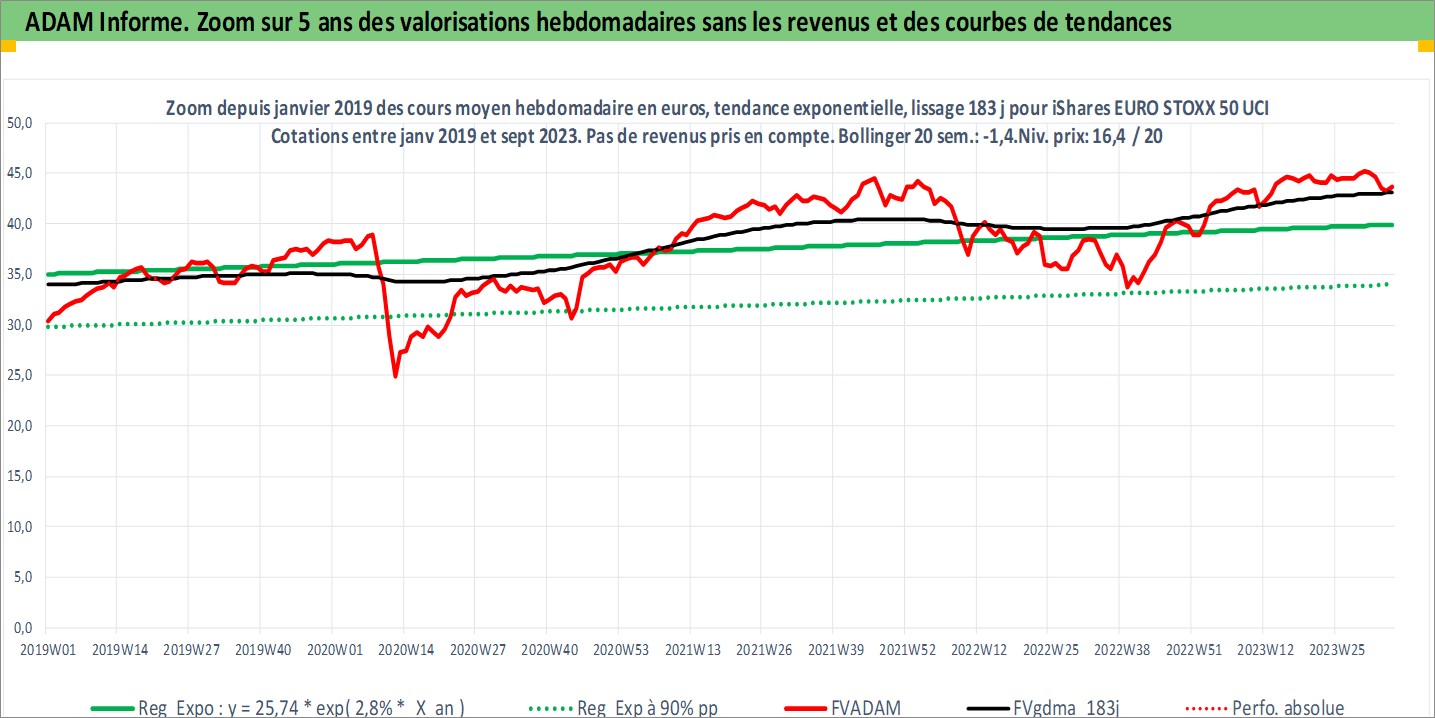 ADAM Informe. Zoom sur 5 ans des valorisations hebdomadaires sans les revenus et des courbes de tendances
Zoom depuis janvier 2019 des cours moyen hebdomadaire en euros, tendance exponentielle, lissage 183 j pour iShares EURO STOXX 50 UCI
Cotations entre janv 2019 et sept 2023. Pas de revenus pris en compte. Bollinger 20 sem.: -1,4.Niv. prix: 16,4 / 20
50,0
45,0
40,0
35,0
30,0
25,0
20,0
15,0
10,0
5,0
0,0
2019W01 2019W14 2019W27 2019W40 2020W01 2020W14 2020W27 2020W40 2020W53 2021W13 2021W26 2021W39 2021W52 2022W12 2022W25 2022W38 2022W51 2023W12 2023W25
Reg Expo : y = 25,74 * exp( 2,8% * X an ) Reg Exp à 90% pp FVADAM FVgdma 183j Perfo. absolue